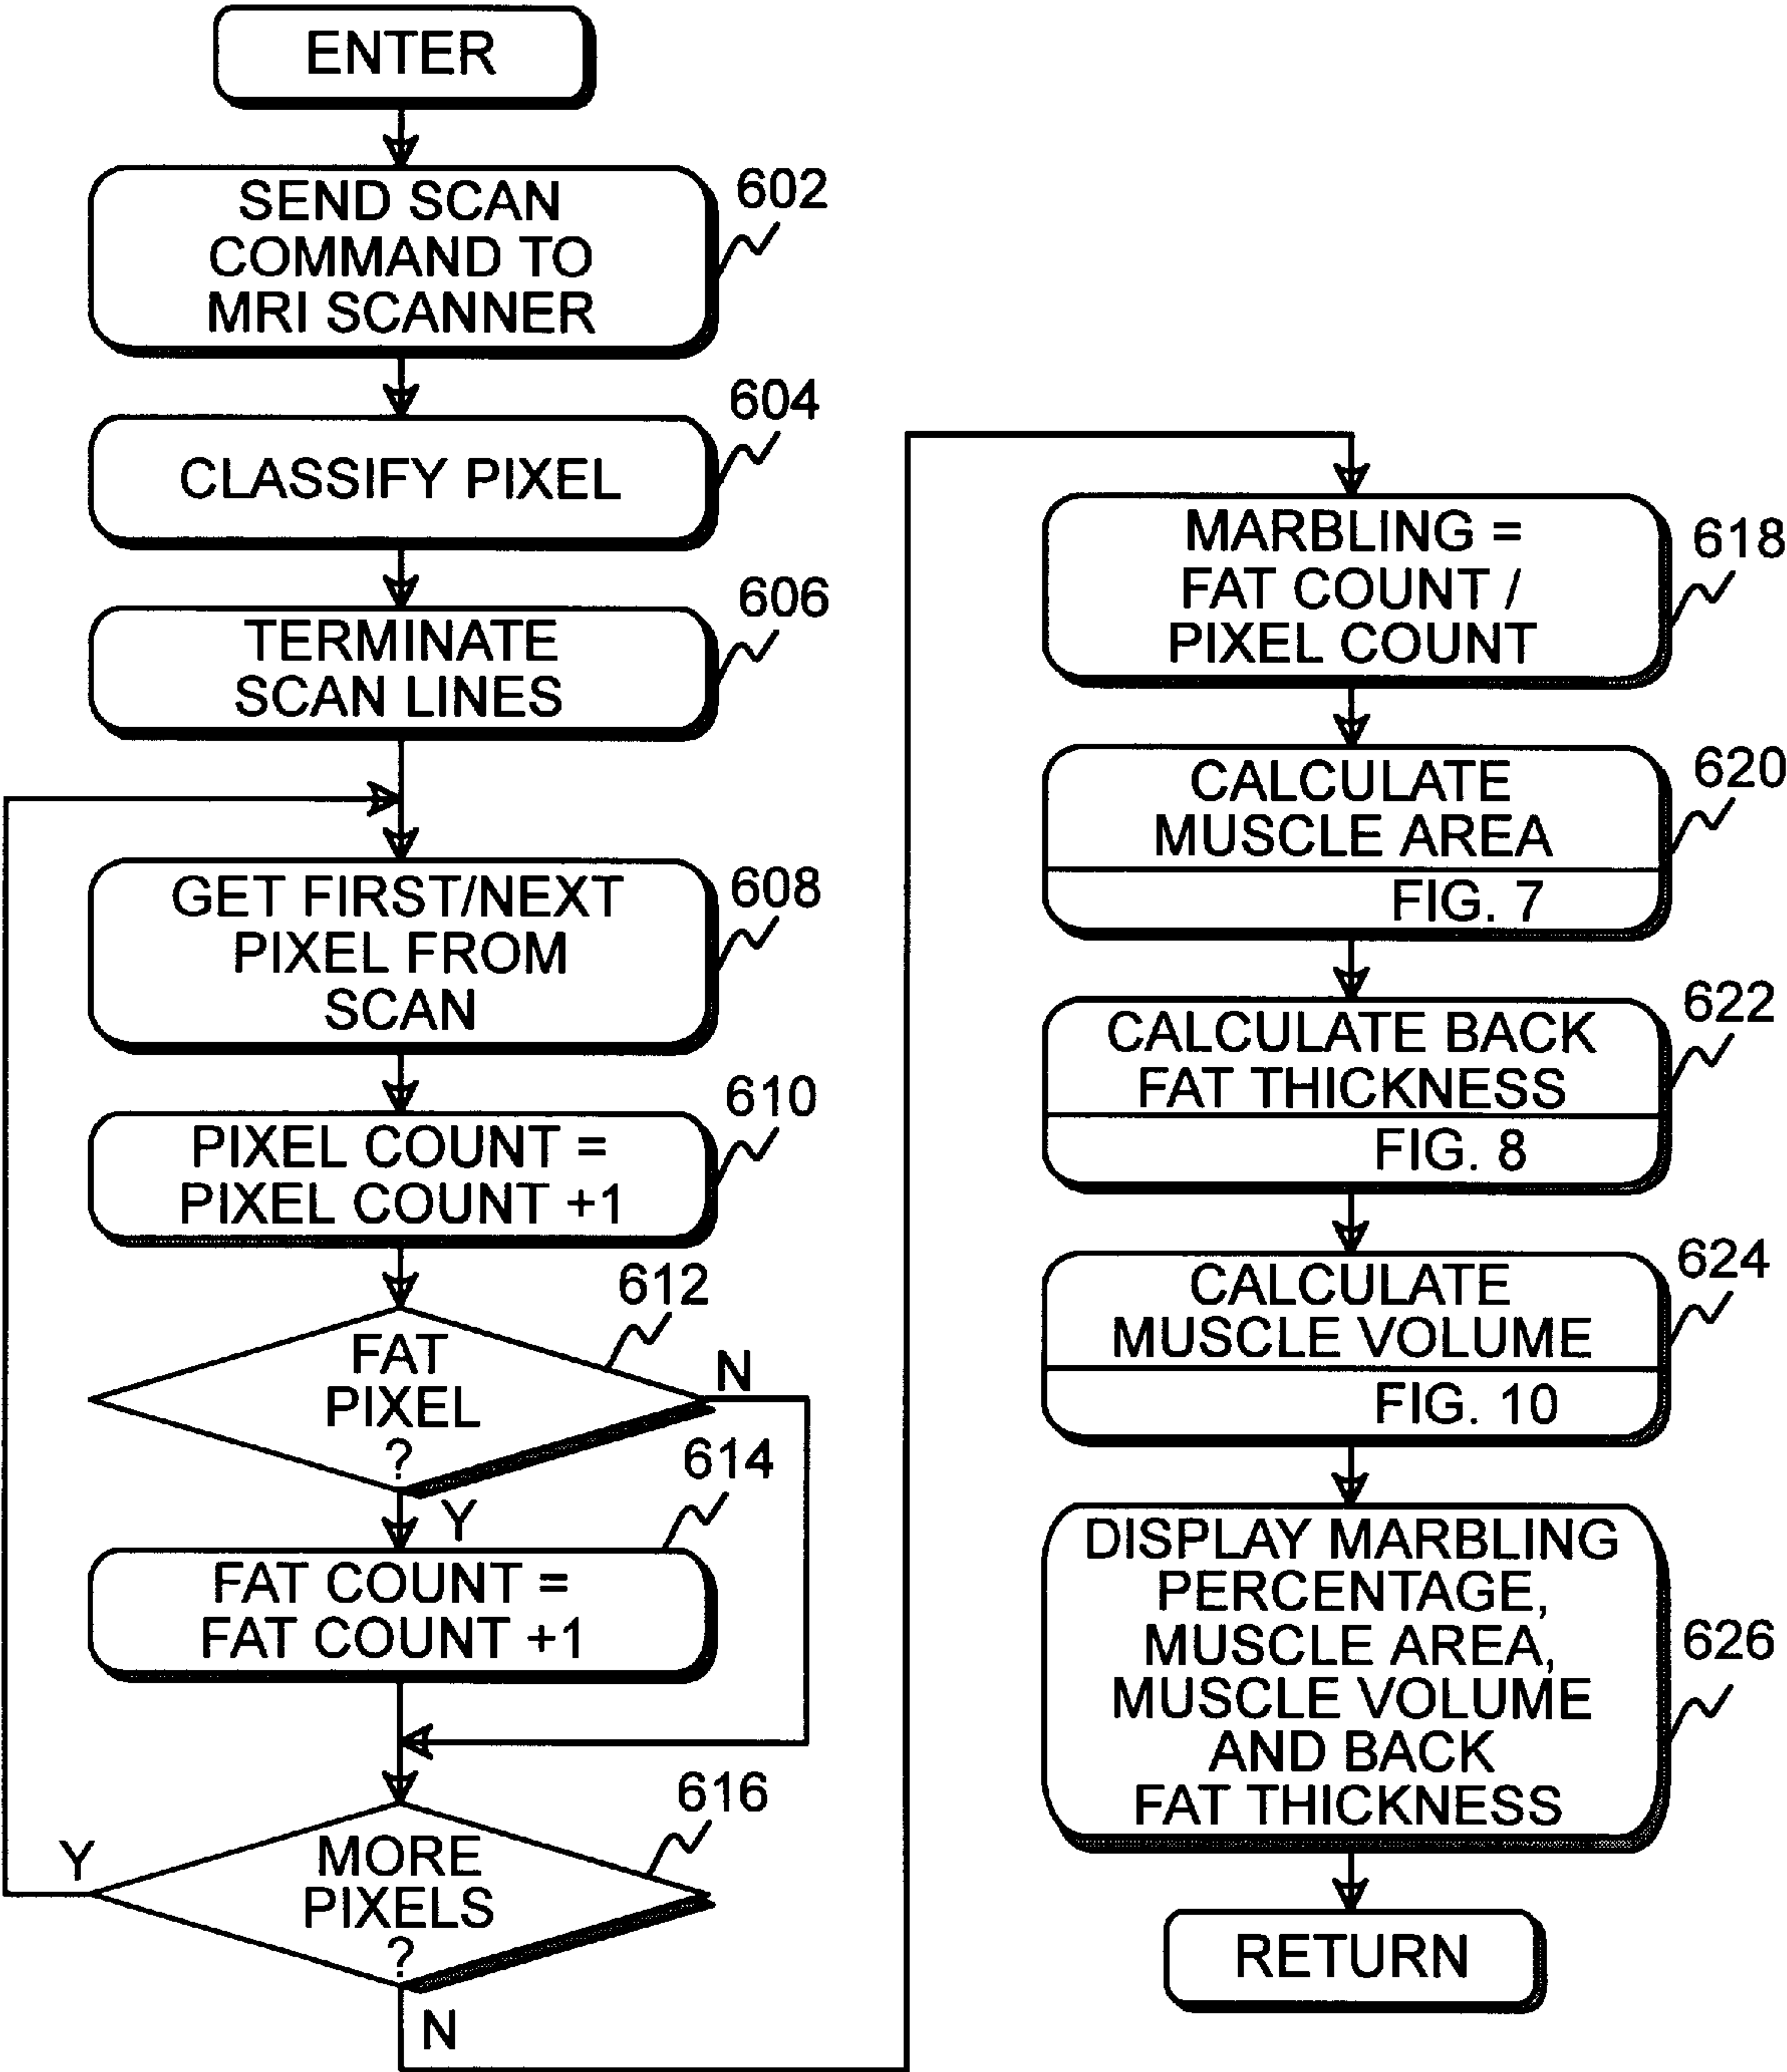 ENTER
SEND SCAN
COMMAND TO
MRI SCANNER
602
CLASSIFY PIXEL
604
TERMINATE
SCAN LINES
606
GET FIRST/NEXT
PIXEL FROM
SCAN
608
PIXEL COUNT =
PIXEL COUNT +1
610
FAT
PIXEL
?
612
N
Y
FAT COUNT =
FAT COUNT +1
614
MORE
PIXELS
?
616
Y
N
MARBLING =
FAT COUNT /
PIXEL COUNT
618
CALCULATE
MUSCLE AREA
FIG. 7
620
CALCULATE BACK
FAT THICKNESS
FIG. 8
622
CALCULATE
MUSCLE VOLUME
FIG. 10
624
DISPLAY MARBLING
PERCENTAGE,
MUSCLE AREA,
MUSCLE VOLUME
AND BACK
FAT THICKNESS
626
RETURN